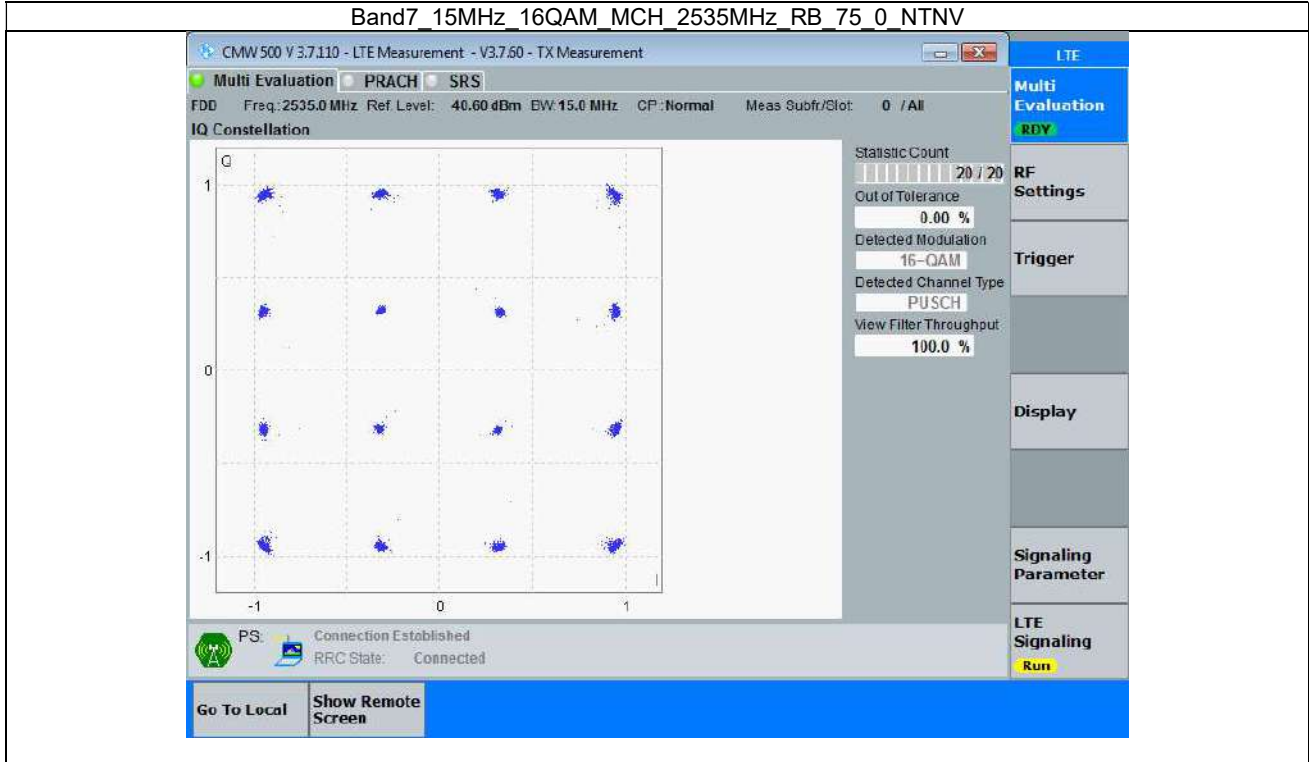 Band7_15MHz_16QAM_MCH_2535MHz_RB_75_0_NTNV
CMW 500 V 3.7.110 - LTE Measurement - V3.7.60 - TX Measurement
LTE
Multi Evaluation PRACH SRS
Multi
Evaluation
RDY
FDD Freq.: 2535.0 MHz Ref. Level: 40.60 dBm BW: 15.0 MHz CP: Normal Meas Subfr/Slot: 0 / All
IQ Constellation
Q
1
0
-1
-1 0 1
I
Statistic Count
20 / 20
Out of Tolerance
0.00 %
Detected Modulation
16-QAM
Detected Channel Type
PUSCH
View Filter Throughput
100.0 %
RF
Settings
Trigger
Display
Signaling
Parameter
LTE
Signaling
Run
PS: Connection Established
RRC State: Connected
Go To Local
Show Remote
Screen